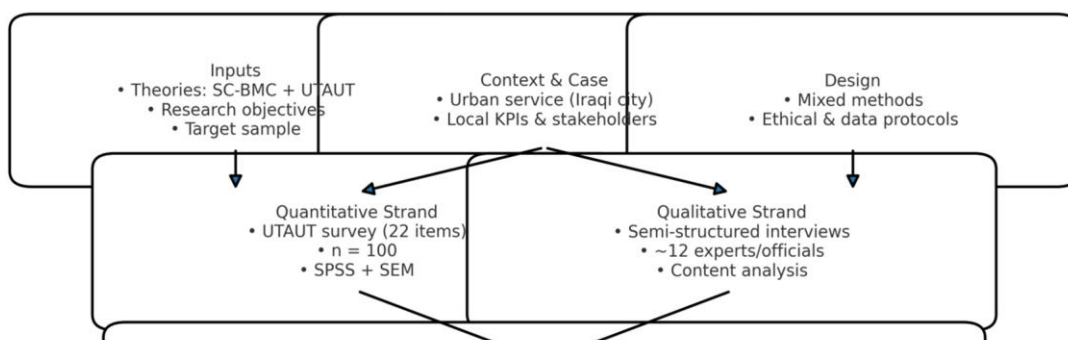 Inputs
• Theories: SC-BMC + UTAUT
• Research objectives
• Target sample
Context & Case
• Urban service (Iraqi city)
• Local KPIs & stakeholders
Design
• Mixed methods
• Ethical & data protocols
Quantitative Strand
• UTAUT survey (22 items)
• n = 100
• SPSS + SEM
Qualitative Strand
• Semi-structured interviews
• ~12 experts/officials
• Content analysis